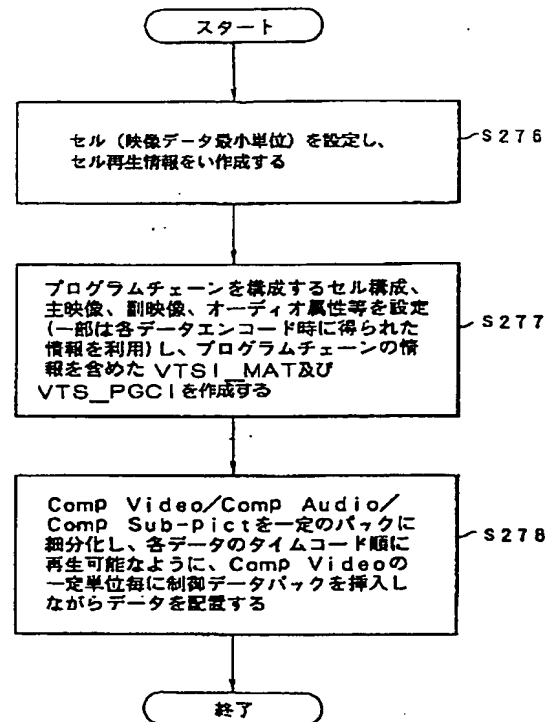 スタート
セル（映像データ最小単位）を設定し、
セル再生情報をい作成する
S276
プログラムチェーンを構成するセル構成、
主映像、副映像、オーディオ属性等を設定
(一部は各データエンコード時に得られた
情報を利用)し、プログラムチェーンの情
報を含めた VTSI_MAT及び
VTS_PGCIを作成する
S277
Comp Video/Comp Audio/
Comp Sub-pictを一定のパックに
細分化し、各データのタイムコード順に
再生可能なように、Comp Videoの
一定単位毎に制御データパックを挿入し
ながらデータを配置する
S278
終了